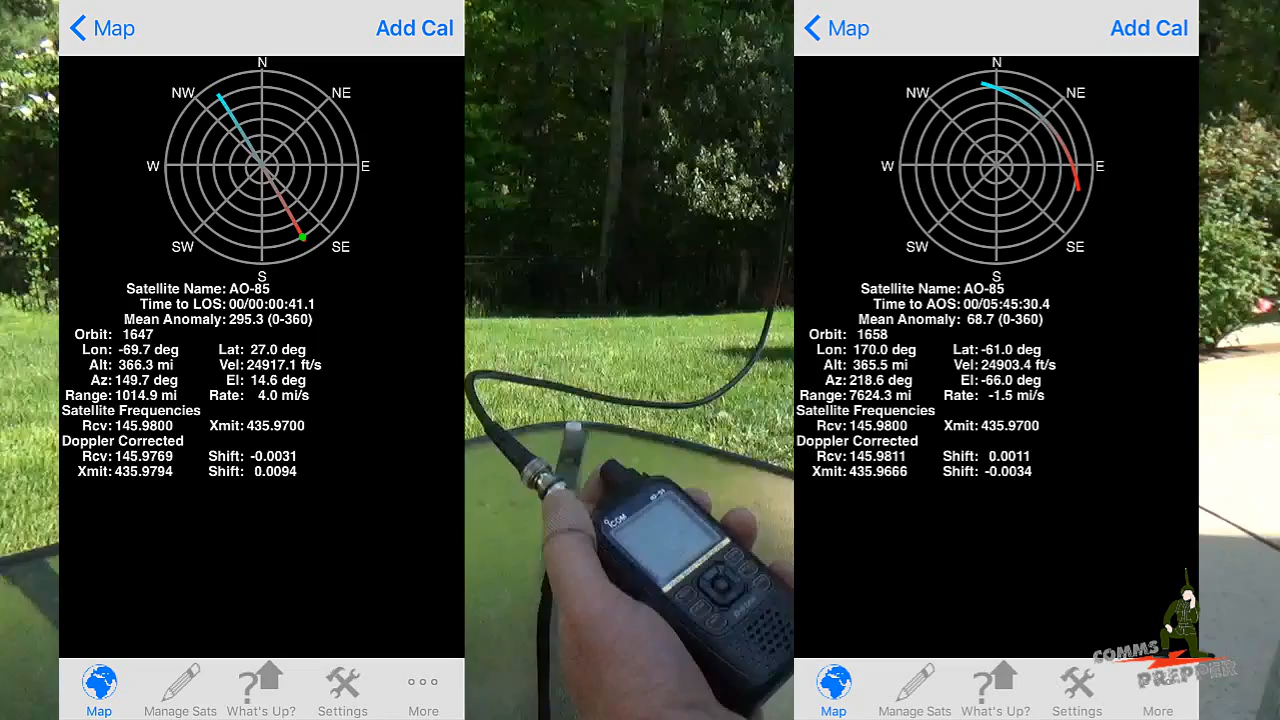 Map Add Cal
N
NW NE
W E
SW SE
S
Satellite Name: AO-85
Time to LOS: 00/00:00:41.1
Mean Anomaly: 295.3 (0-360)
Orbit: 1647
Lon: -69.7 deg Lat: 27.0 deg
Alt: 366.3 mi Vel: 24917.1 ft/s
Az: 149.7 deg El: 14.6 deg
Range: 1014.9 mi Rate: 4.0 mi/s
Satellite Frequencies
Rcv: 145.9800 Xmit: 435.9700
Doppler Corrected
Rcv: 145.9769 Shift: -0.0031
Xmit: 435.9794 Shift: 0.0094
Map Manage Sats What's Up? Settings More
ICOM ID-51
Map Add Cal
N
NW NE
W E
SW SE
S
Satellite Name: AO-85
Time to AOS: 00/05:45:30.4
Mean Anomaly: 68.7 (0-360)
Orbit: 1658
Lon: 170.0 deg Lat: -61.0 deg
Alt: 365.5 mi Vel: 24903.4 ft/s
Az: 218.6 deg El: -66.0 deg
Range: 7624.3 mi Rate: -1.5 mi/s
Satellite Frequencies
Rcv: 145.9800 Xmit: 435.9700
Doppler Corrected
Rcv: 145.9811 Shift: 0.0011
Xmit: 435.9666 Shift: -0.0034
Map Manage Sats What's Up? Settings More
COMMS
PREPPER